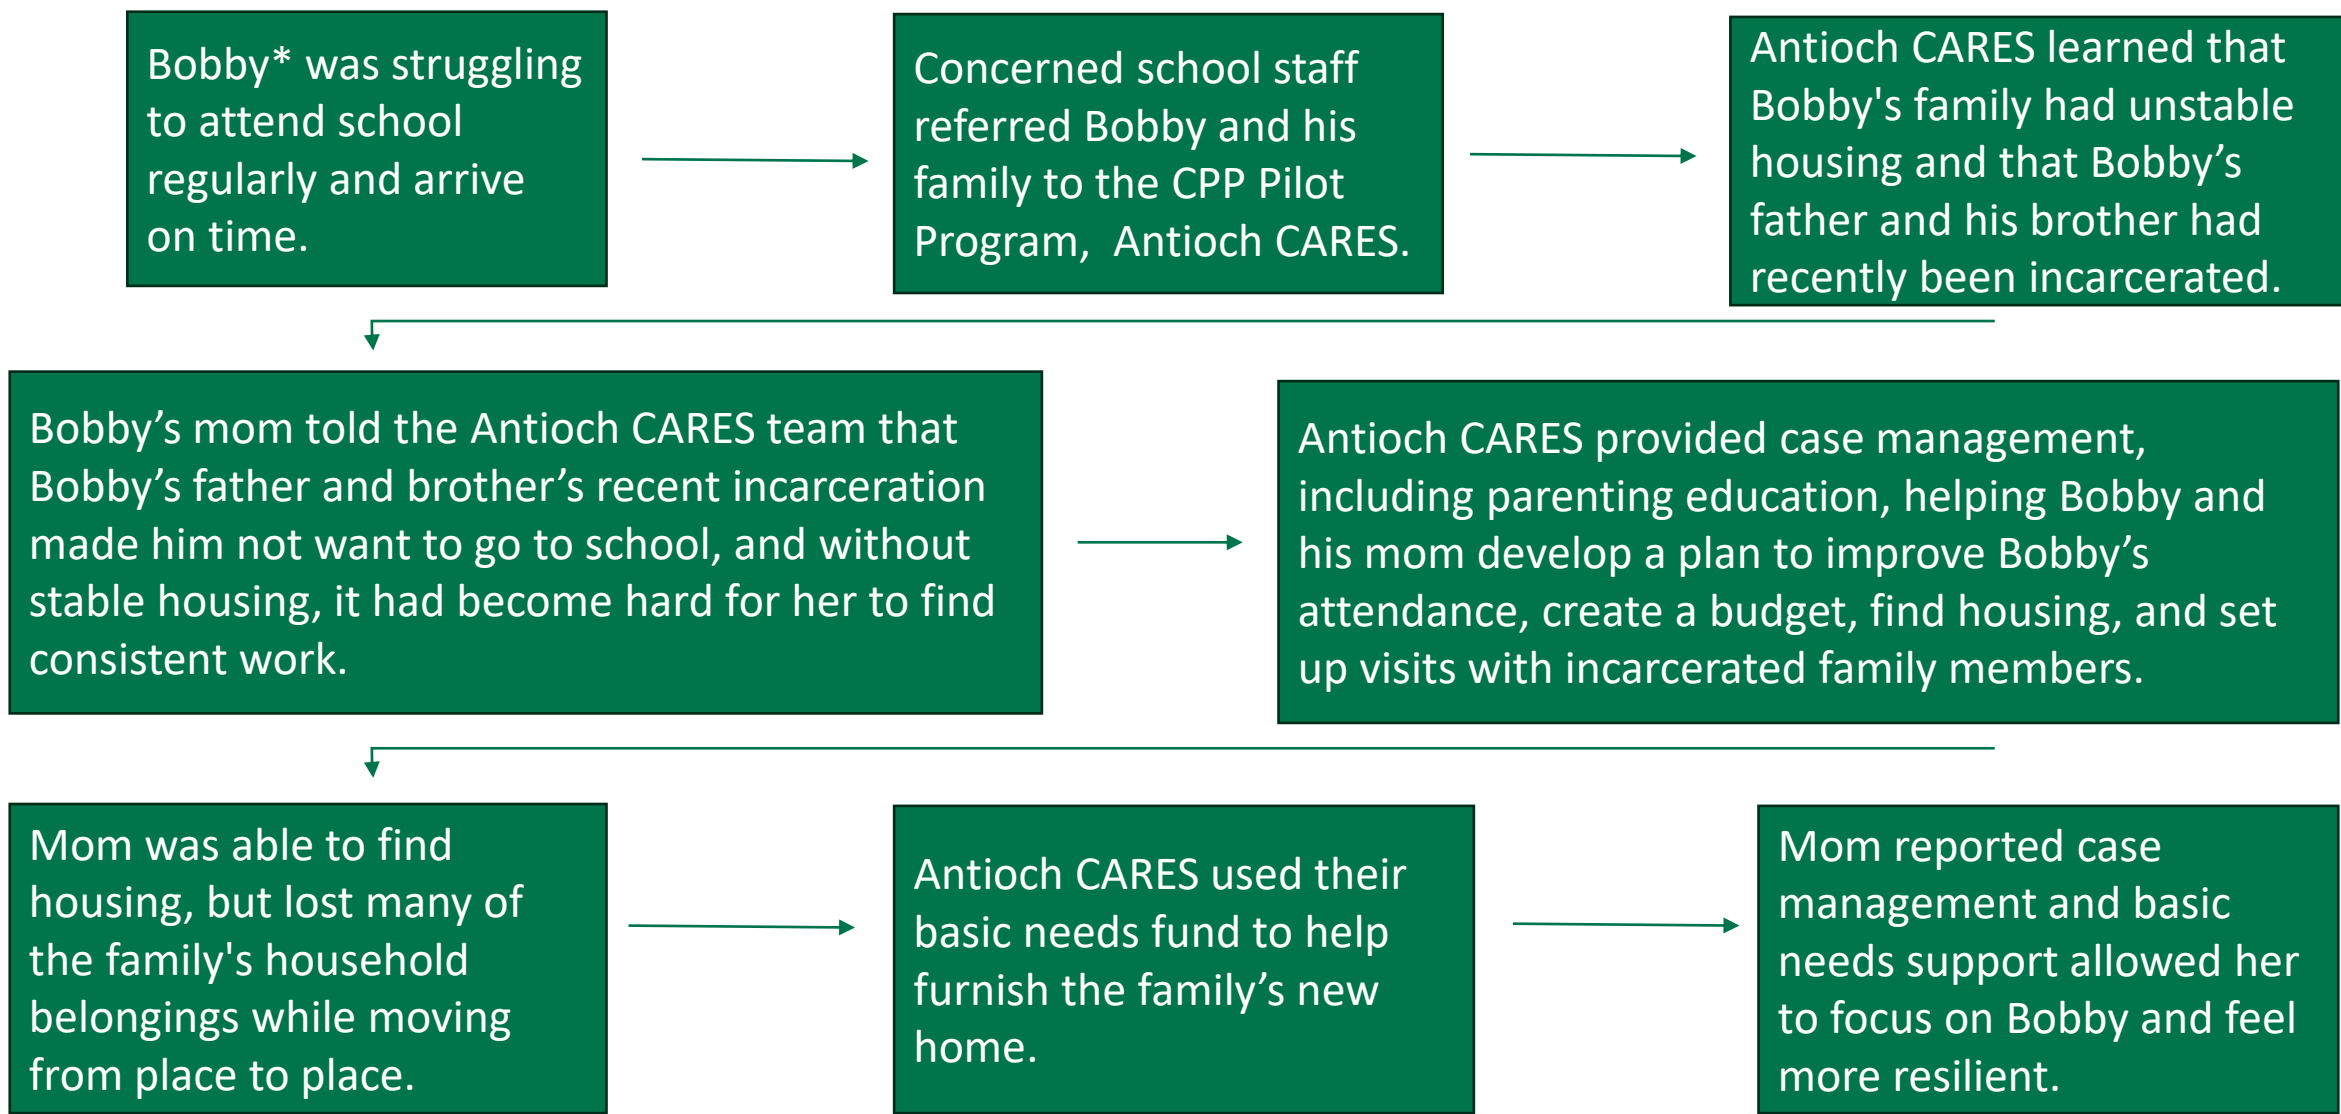 Bobby* was struggling
to attend school
regularly and arrive
on time.
Concerned school staff
referred Bobby and his
family to the CPP Pilot
Program,  Antioch CARES.
Antioch CARES learned that
Bobby's family had unstable
housing and that Bobby’s
father and his brother had
recently been incarcerated.
Bobby’s mom told the Antioch CARES team that
Bobby’s father and brother’s recent incarceration
made him not want to go to school, and without
stable housing, it had become hard for her to find
consistent work.
Antioch CARES provided case management,
including parenting education, helping Bobby and
his mom develop a plan to improve Bobby’s
attendance, create a budget, find housing, and set
up visits with incarcerated family members.
Mom was able to find
housing, but lost many of
the family's household
belongings while moving
from place to place.
Antioch CARES used their
basic needs fund to help
furnish the family’s new
home.
Mom reported case
management and basic
needs support allowed her
to focus on Bobby and feel
more resilient.